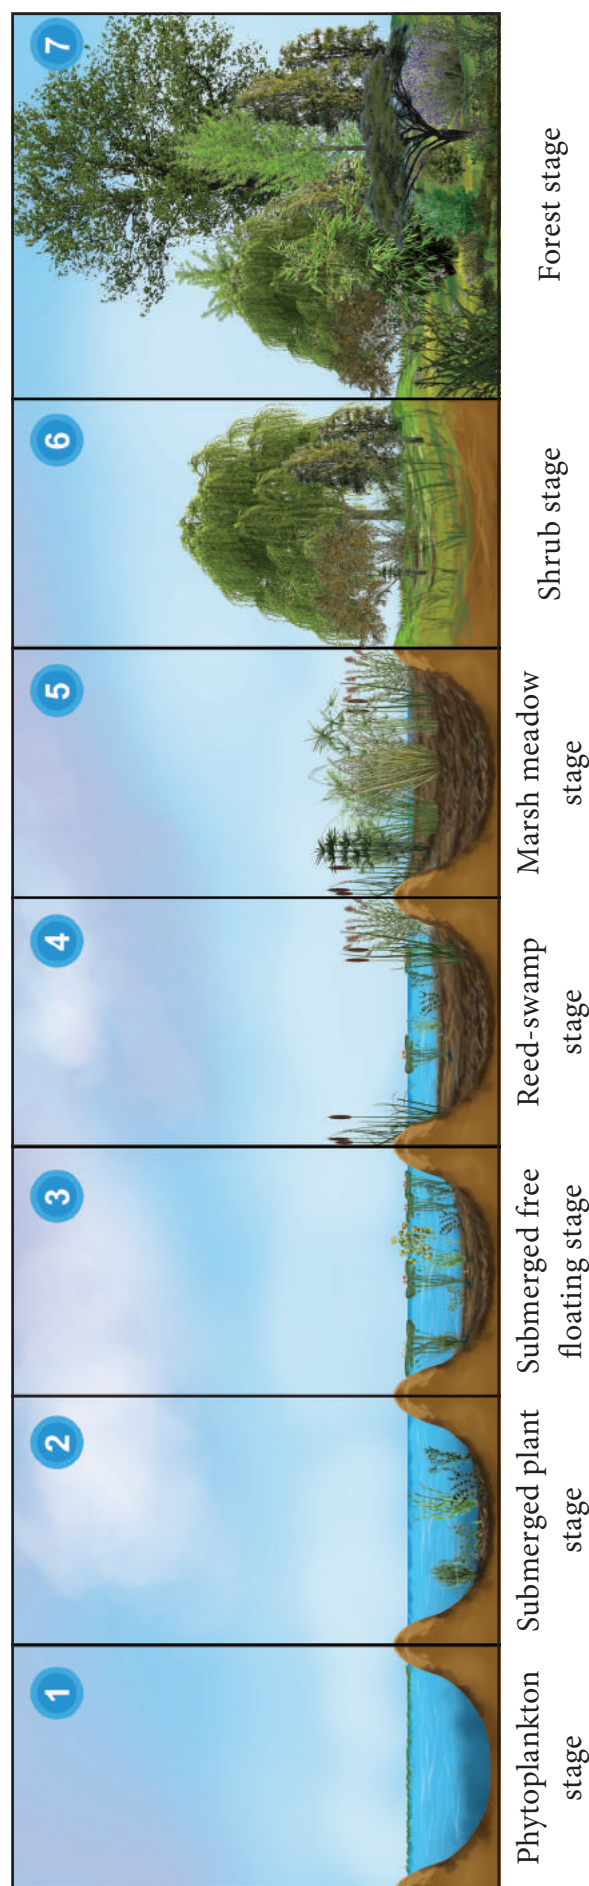 1
2
3
4
5
6
7
Phytoplankton
stage
Submerged plant
stage
Submerged free
floating stage
Reed-swamp
stage
Marsh meadow
stage
Shrub stage
Forest stage